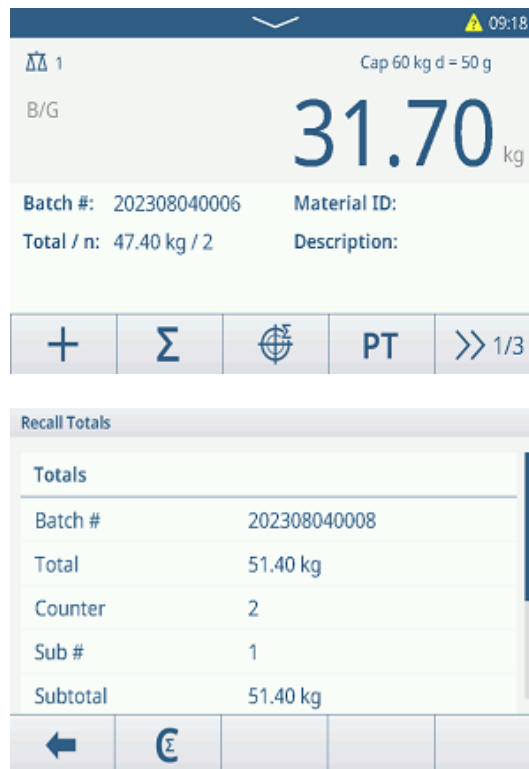 09:18
1 Cap 60 kg d = 50 g
B/G
31.70 kg
Batch #: 202308040006 Material ID:
Total / n: 47.40 kg / 2 Description:
+ Σ Σ PT >> 1/3
Recall Totals
Totals
Batch # 202308040008
Total 51.40 kg
Counter 2
Sub # 1
Subtotal 51.40 kg
C Σ